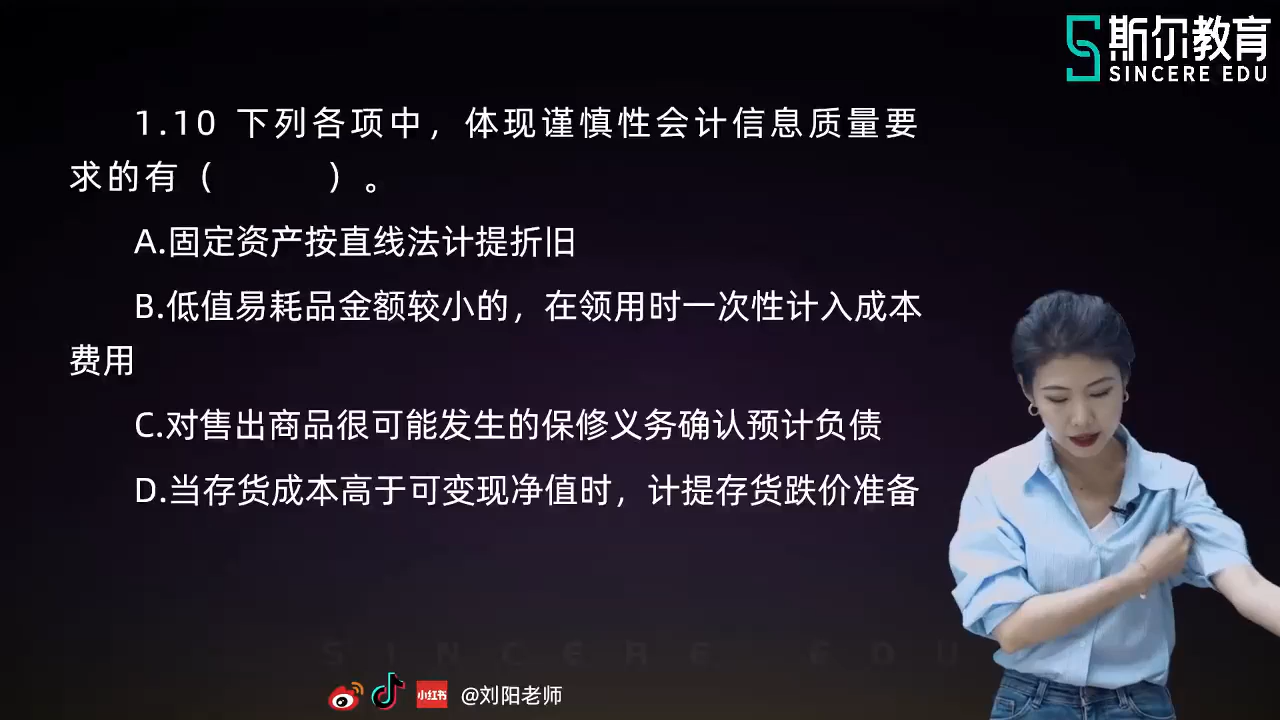 斯尔教育
SINCERE EDU
1.10 下列各项中，体现谨慎性会计信息质量要
求的有（　　）。
A.固定资产按直线法计提折旧
B.低值易耗品金额较小的，在领用时一次性计入成本
费用
C.对售出商品很可能发生的保修义务确认预计负债
D.当存货成本高于可变现净值时，计提存货跌价准备
SINCERE EDU
小红书 @刘阳老师